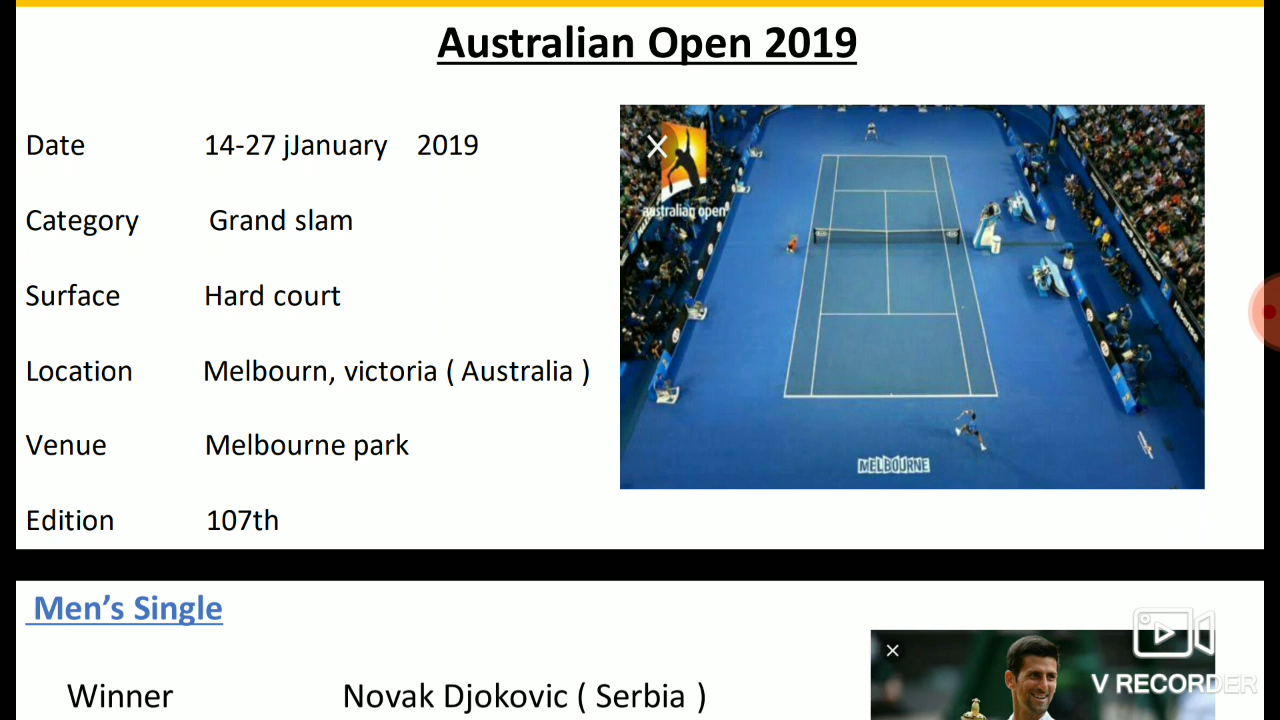 Australian Open 2019
Date 14-27 jJanuary 2019
Category Grand slam
Surface Hard court
Location Melbourn, victoria ( Australia )
Venue Melbourne park
Edition 107th
australian open
MELBOURNE
Men’s Single
Winner Novak Djokovic ( Serbia )
V RECORDER